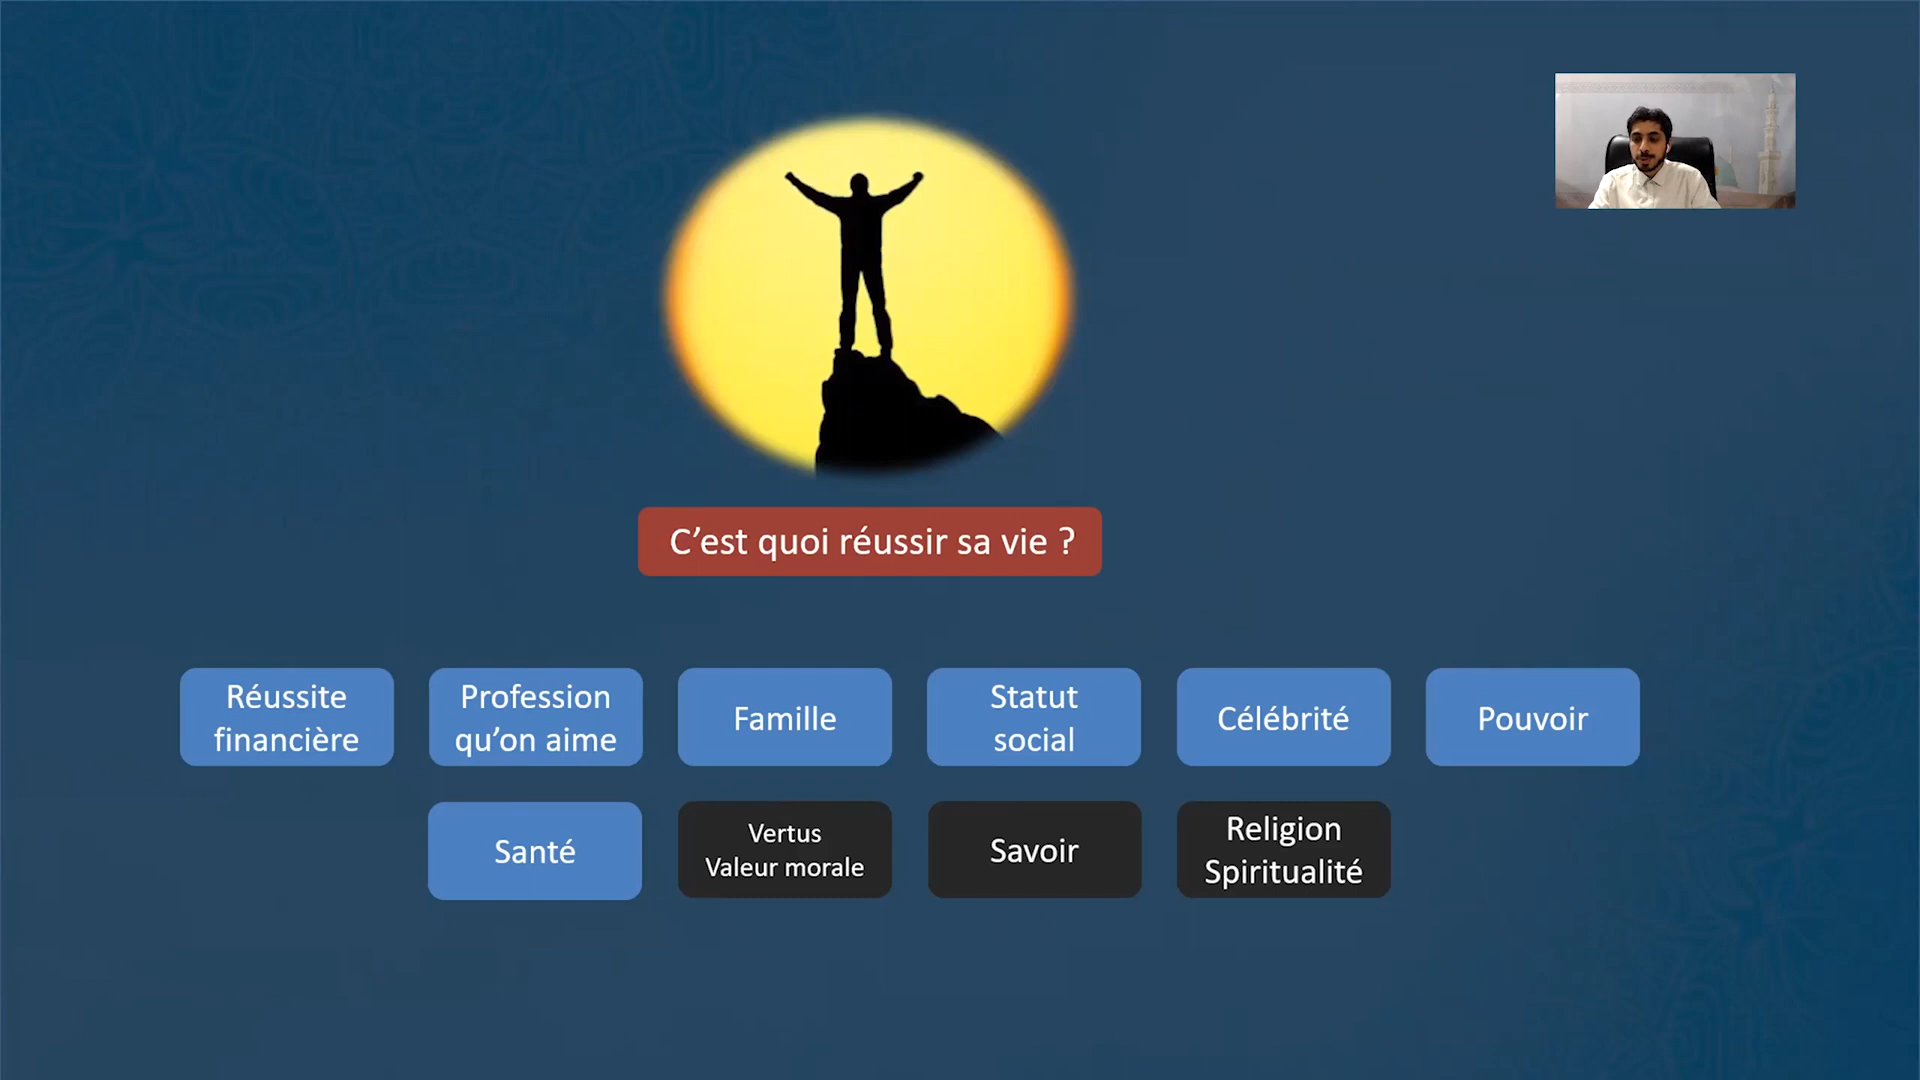 C’est quoi réussir sa vie ?
Réussite
financière
Profession
qu’on aime
Famille
Statut
social
Célébrité
Pouvoir
Santé
Vertus
Valeur morale
Savoir
Religion
Spiritualité